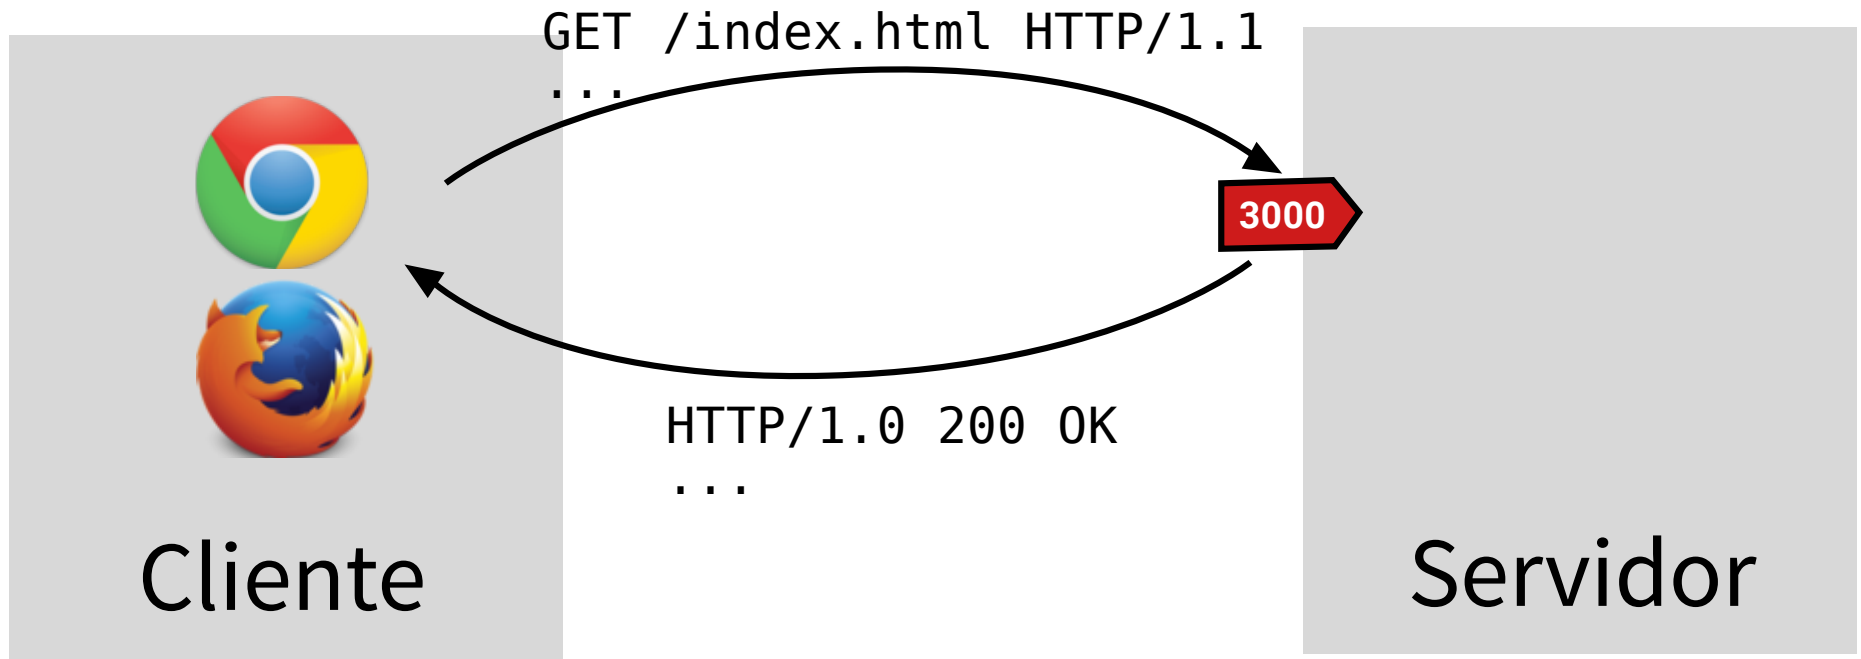 GET /index.html HTTP/1.1
...
3000
HTTP/1.0 200 OK
...
Cliente
Servidor